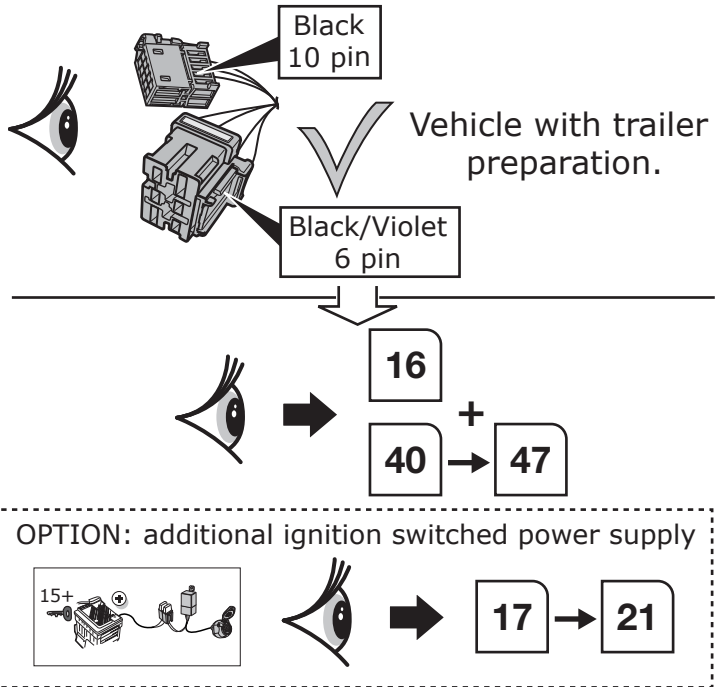 Black
10 pin
Vehicle with trailer
preparation.
Black/Violet
6 pin
16
+
40 → 47
OPTION: additional ignition switched power supply
15+
17 → 21